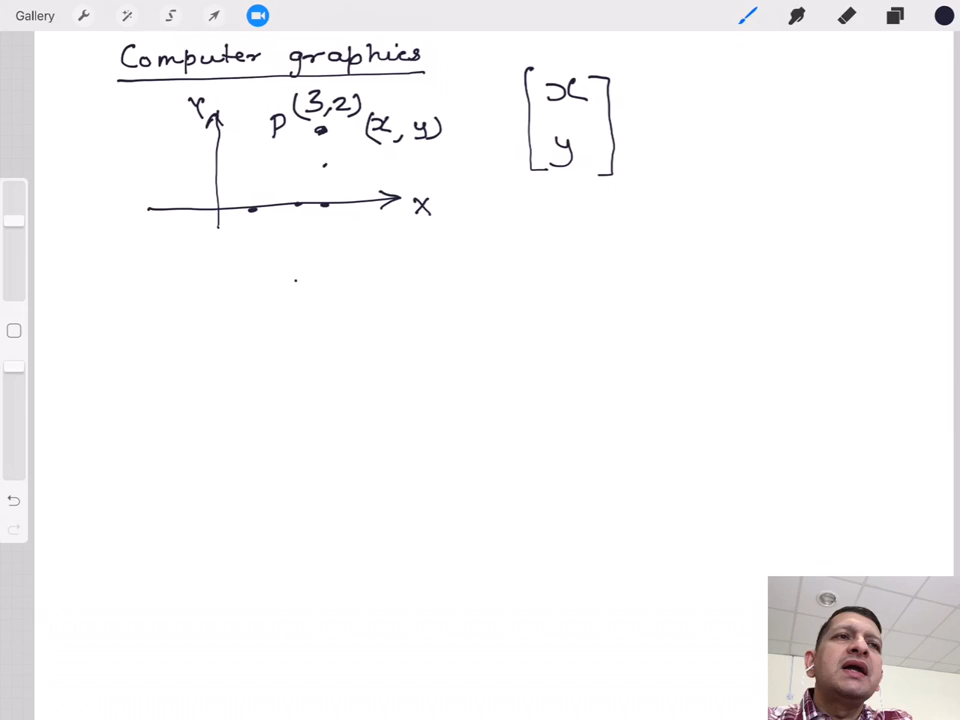 Gallery
Computer graphics
Y
P (3,2) (x, y)
X
[x
y]